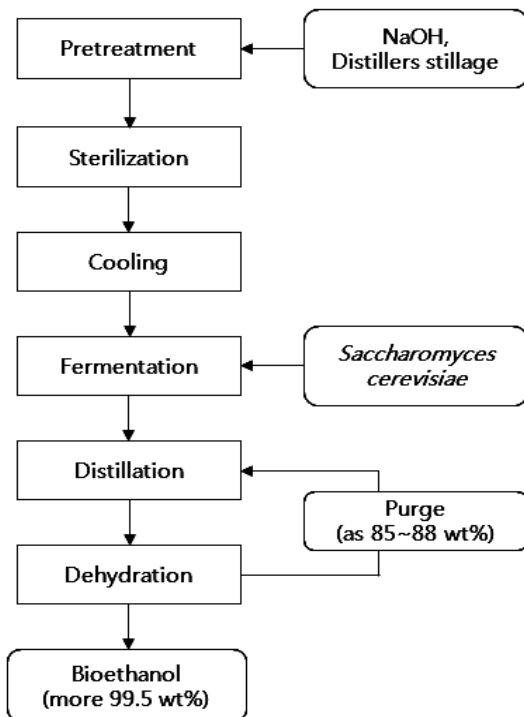 Pretreatment
NaOH,
Distillers stillage
Sterilization
Cooling
Fermentation
Saccharomyces
cerevisiae
Distillation
Purge
(as 85~88 wt%)
Dehydration
Bioethanol
(more 99.5 wt%)